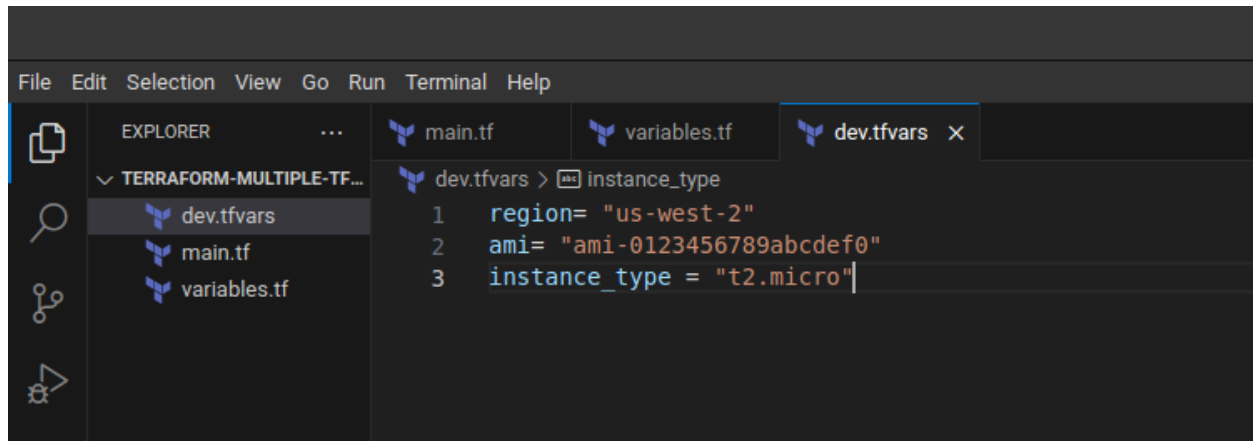 File Edit Selection View Go Run Terminal Help
EXPLORER ...
TERRAFORM-MULTIPLE-TF...
dev.tfvars
main.tf
variables.tf
main.tf variables.tf dev.tfvars
dev.tfvars > abc instance_type
1 region= "us-west-2"
2 ami= "ami-0123456789abcdef0"
3 instance_type = "t2.micro"